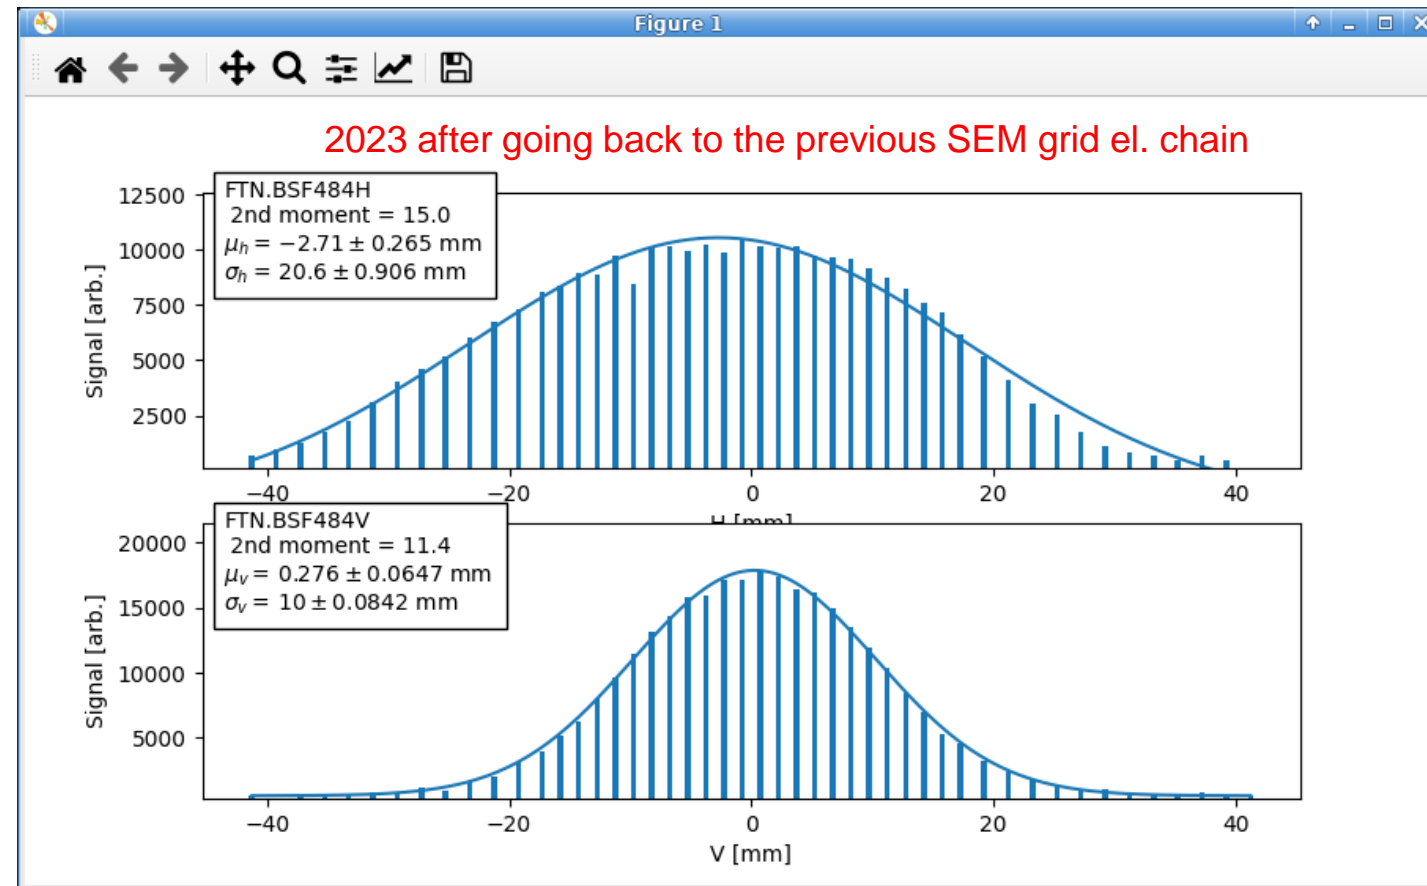 Figure 1
2023 after going back to the previous SEM grid el. chain
FTN.BSF484H
2nd moment = 15.0
μh = −2.71 ± 0.265 mm
σh = 20.6 ± 0.906 mm
12500
10000
7500
5000
2500
Signal [arb.]
−40
−20
0
20
40
H [mm]
FTN.BSF484V
2nd moment = 11.4
μv = 0.276 ± 0.0647 mm
σv = 10 ± 0.0842 mm
20000
15000
10000
5000
Signal [arb.]
−40
−20
0
20
40
V [mm]